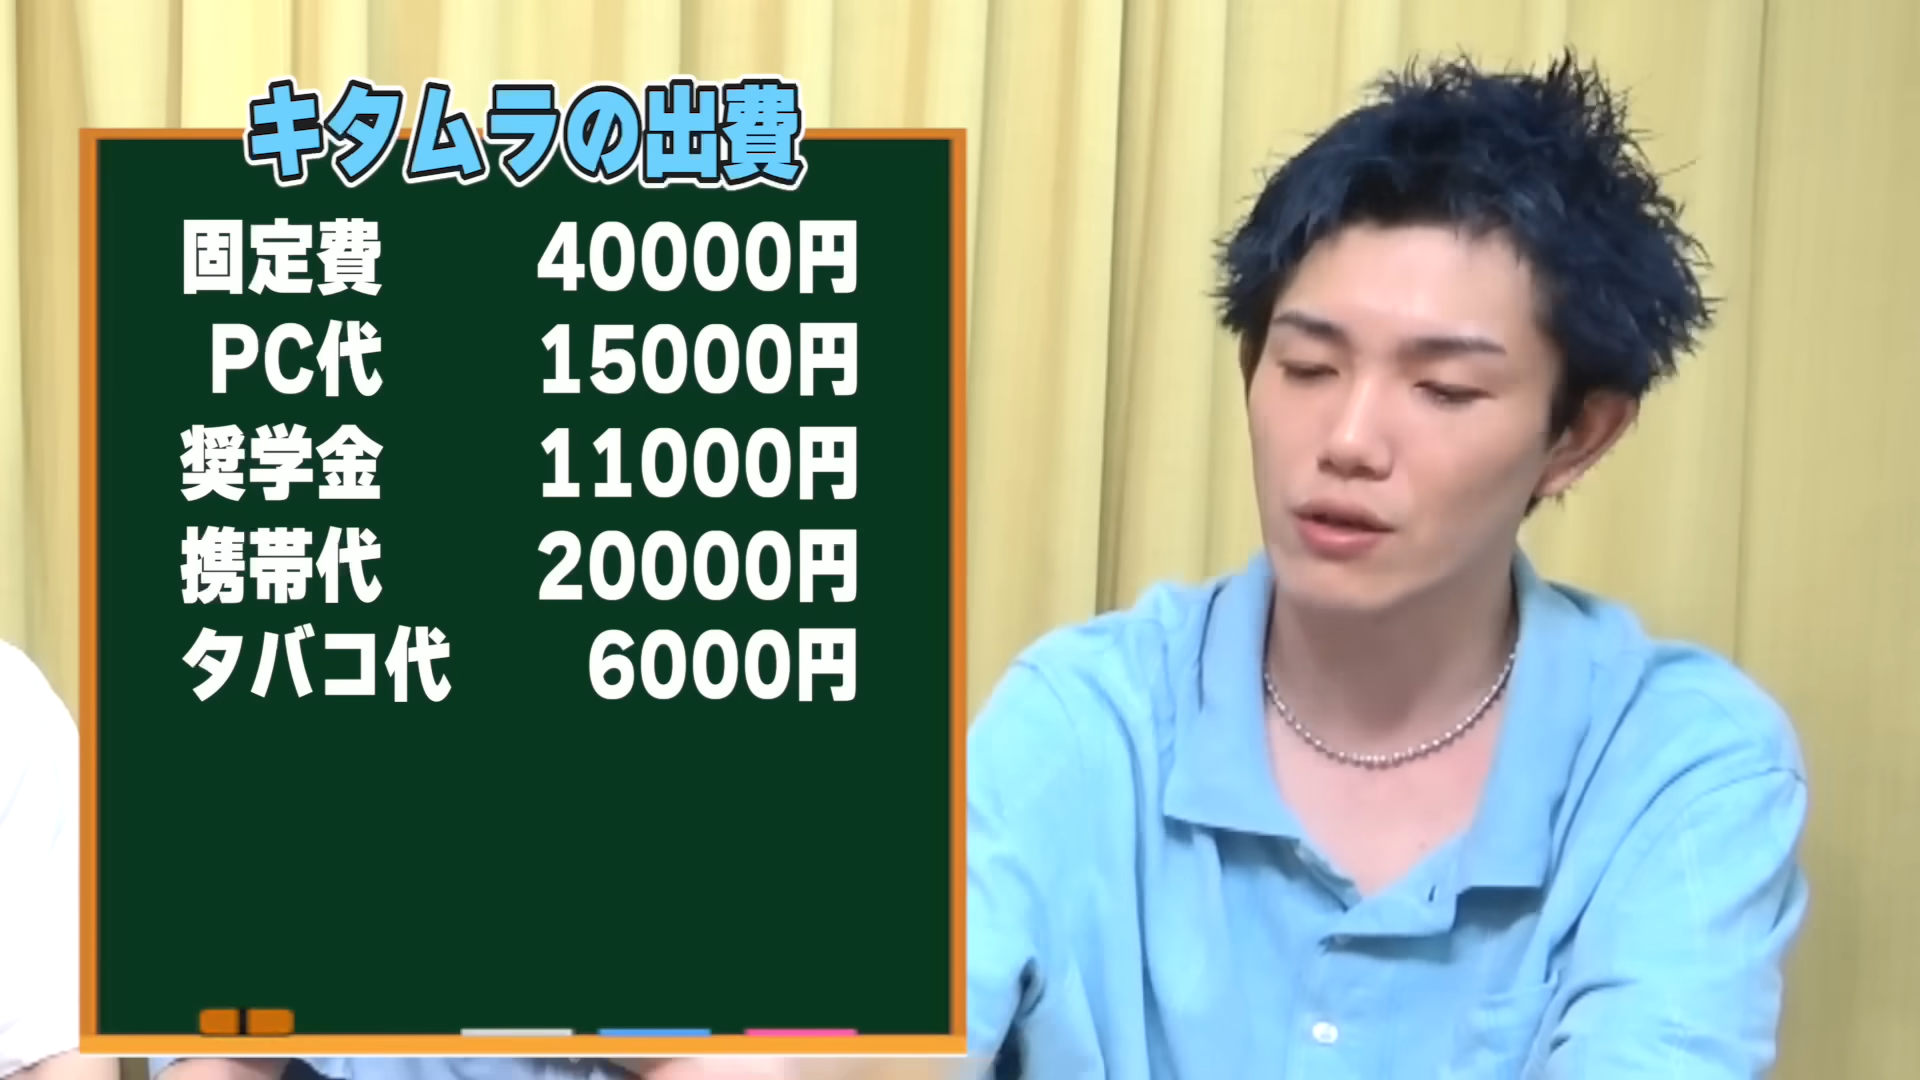 キタムラの出費
固定費 40000円
PC代 15000円
奨学金 11000円
携帯代 20000円
タバコ代 6000円